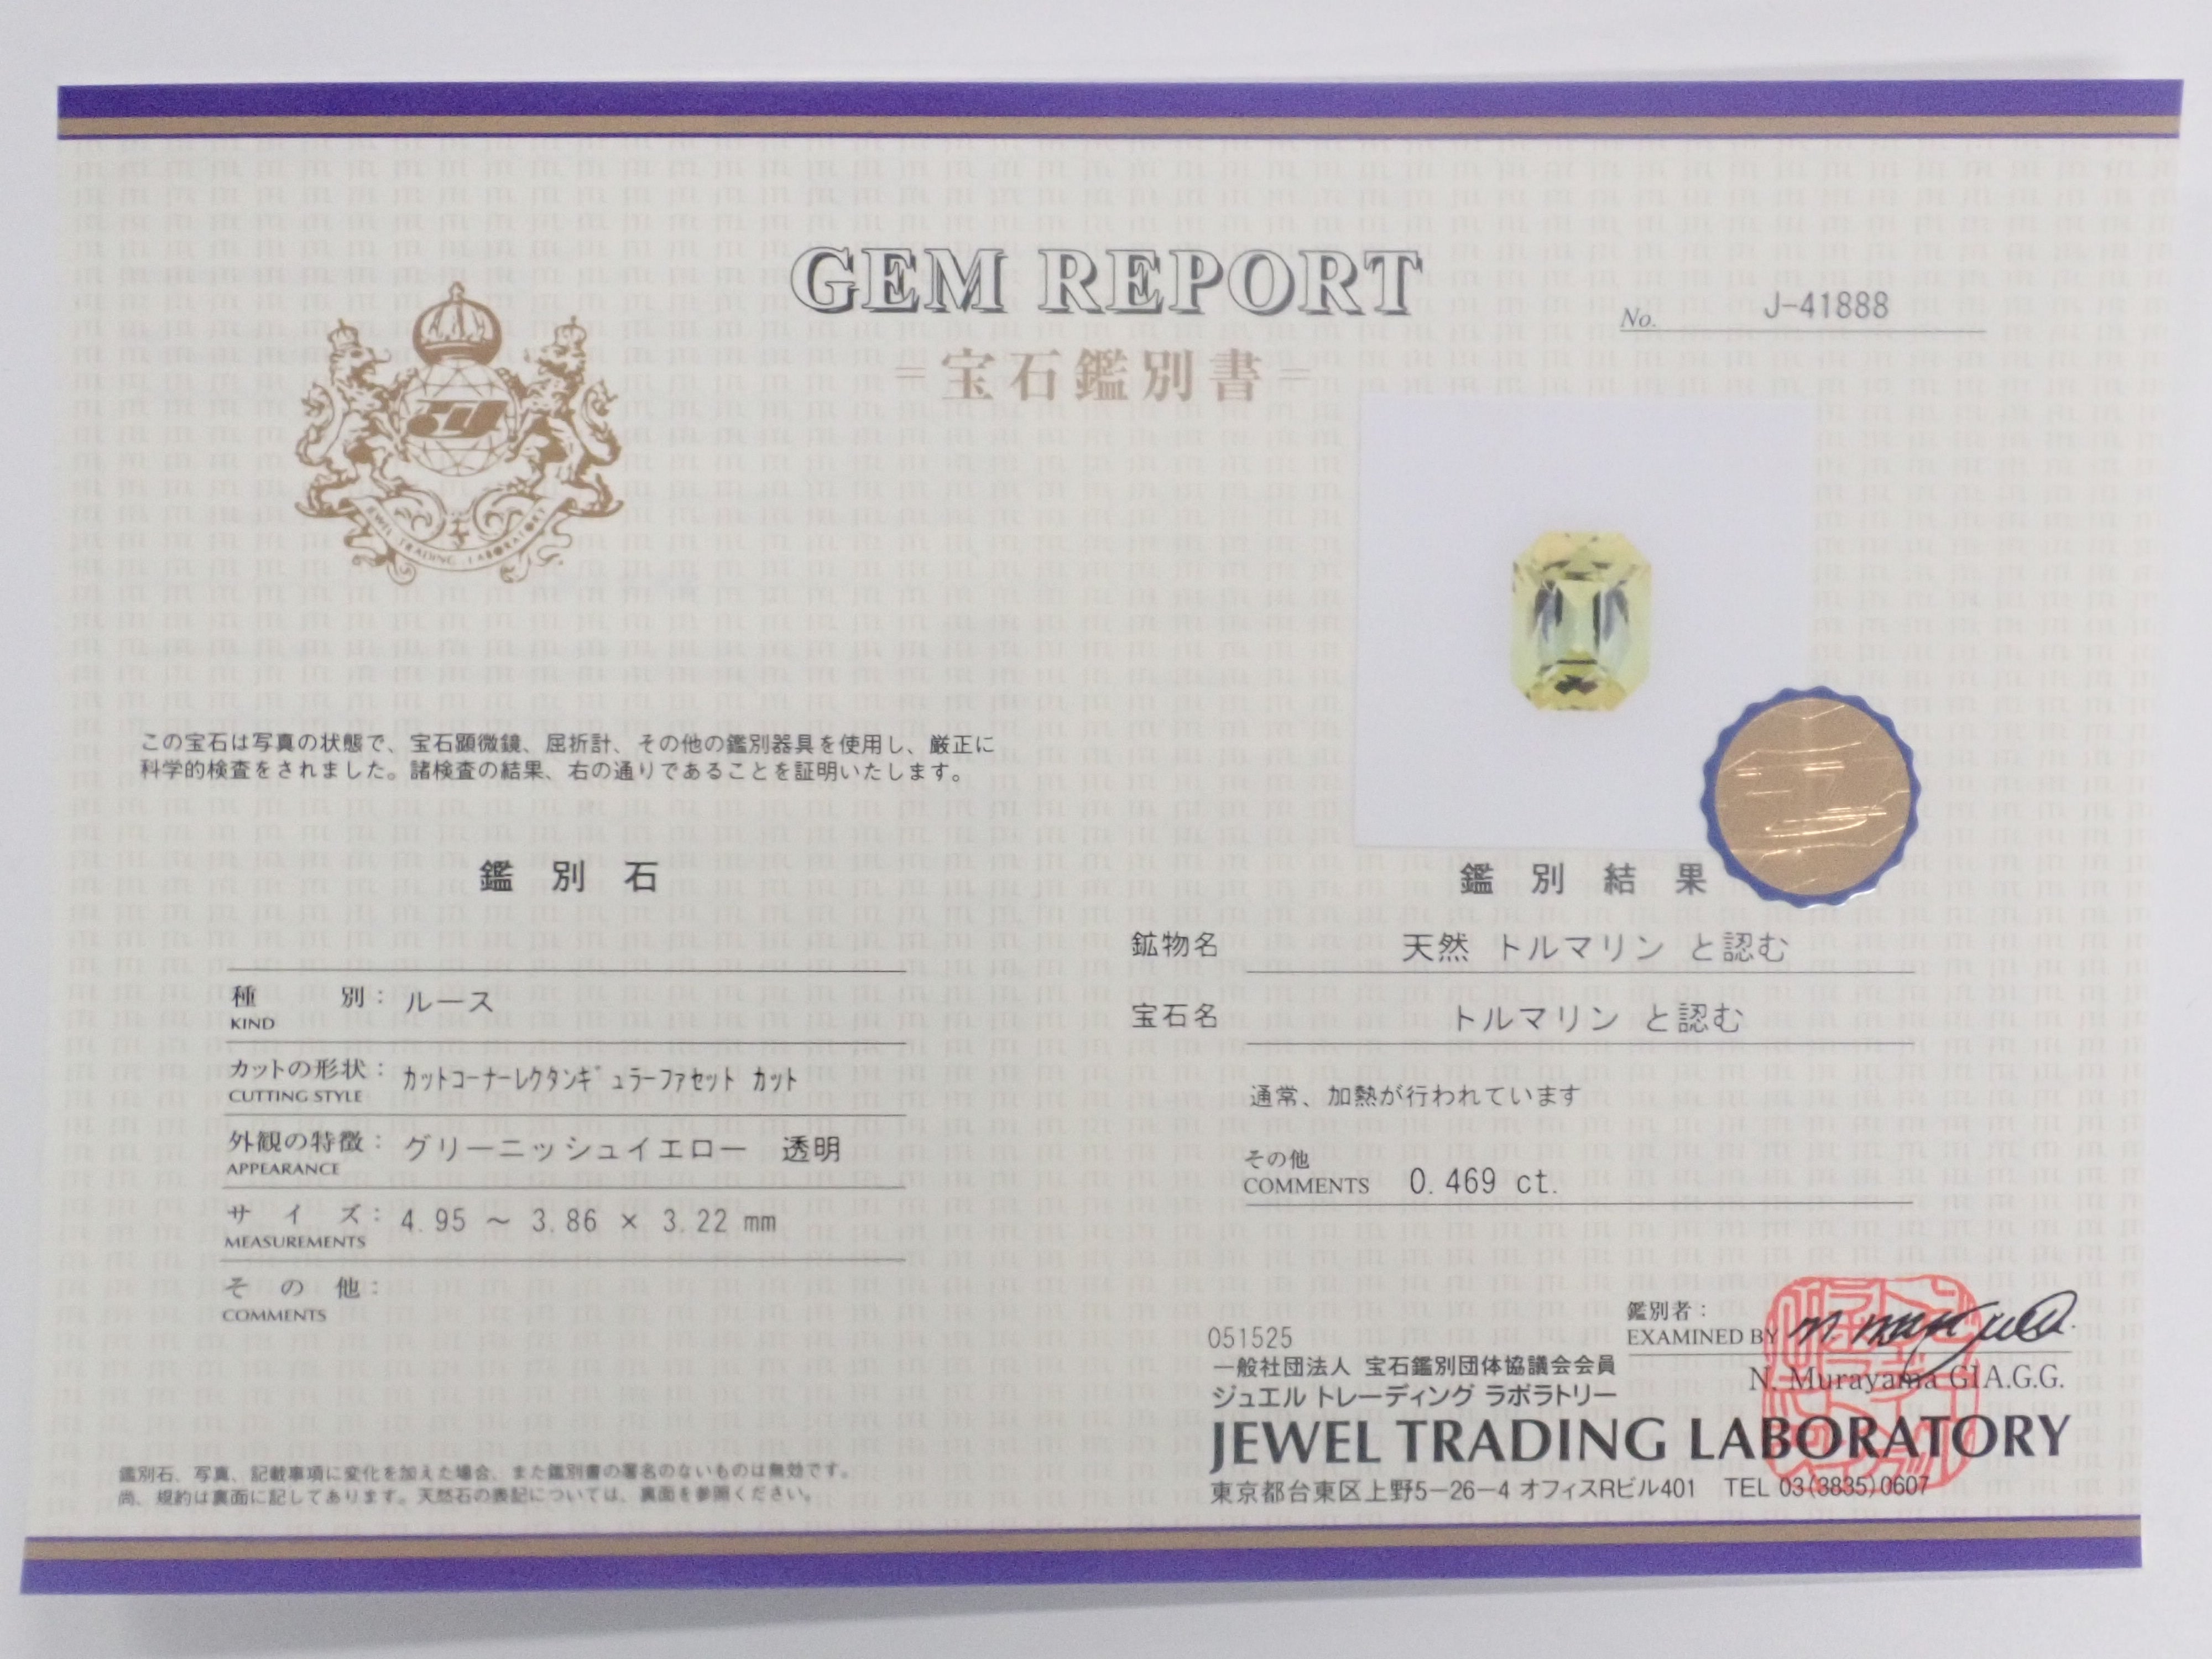 GEM REPORT
=宝石鑑別書=
No. J-41888
JEWEL TRADING LABORATORY
この宝石は写真の状態で、宝石顕微鏡、屈折計、その他の鑑別器具を使用し、厳正に
科学的検査をされました。諸検査の結果、右の通りであることを証明いたします。
鑑別石
種別: ルース
KIND
カットの形状: カットコーナーレクタンギュラーファセット カット
CUTTING STYLE
外観の特徴: グリーニッシュイエロー 透明
APPEARANCE
サイズ: 4.95 ～ 3.86 × 3.22 mm
MEASUREMENTS
その他:
COMMENTS
鑑別石、写真、記載事項に変化を加えた場合、また鑑別書の署名のないものは無効です。
尚、規約は裏面に記してあります。天然石の表記については、裏面を参照ください。
鑑別結果
鉱物名 天然 トルマリン と認む
宝石名 トルマリン と認む
通常、加熱が行われています
その他
COMMENTS 0.469 ct.
鑑別者:
EXAMINED BY
N. Murayama GIA.G.G.
051525
一般社団法人 宝石鑑別団体協議会会員
ジュエル トレーディング ラボラトリー
JEWEL TRADING LABORATORY
東京都台東区上野5−26−4 オフィスRビル401 TEL 03(3835)0607